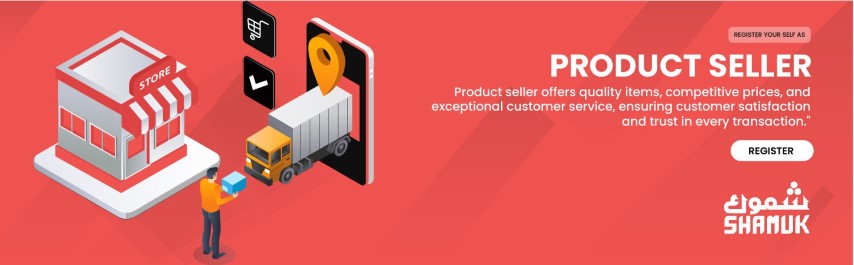 STORE
REGISTER YOUR SELF AS
PRODUCT SELLER
Product seller offers quality items, competitive prices, and
exceptional customer service, ensuring customer satisfaction
and trust in every transaction."
REGISTER
SHAMUK